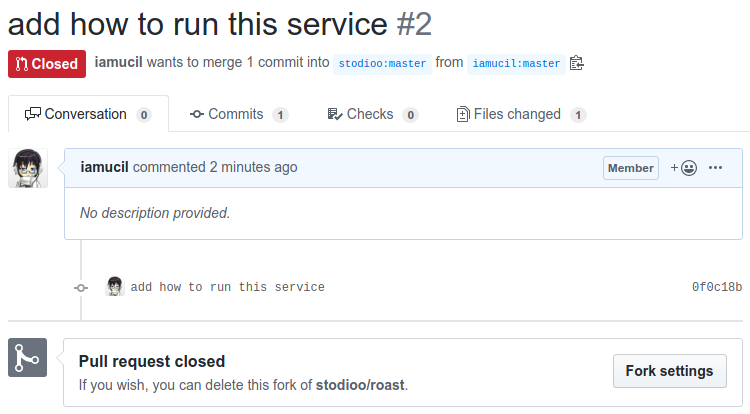 add how to run this service #2
Closed iamucil wants to merge 1 commit into stodioo:master from iamucil:master
Conversation 0 Commits 1 Checks 0 Files changed 1
iamucil commented 2 minutes ago Member +
No description provided.
add how to run this service 0f0c18b
Pull request closed
If you wish, you can delete this fork of stodioo/roast.
Fork settings